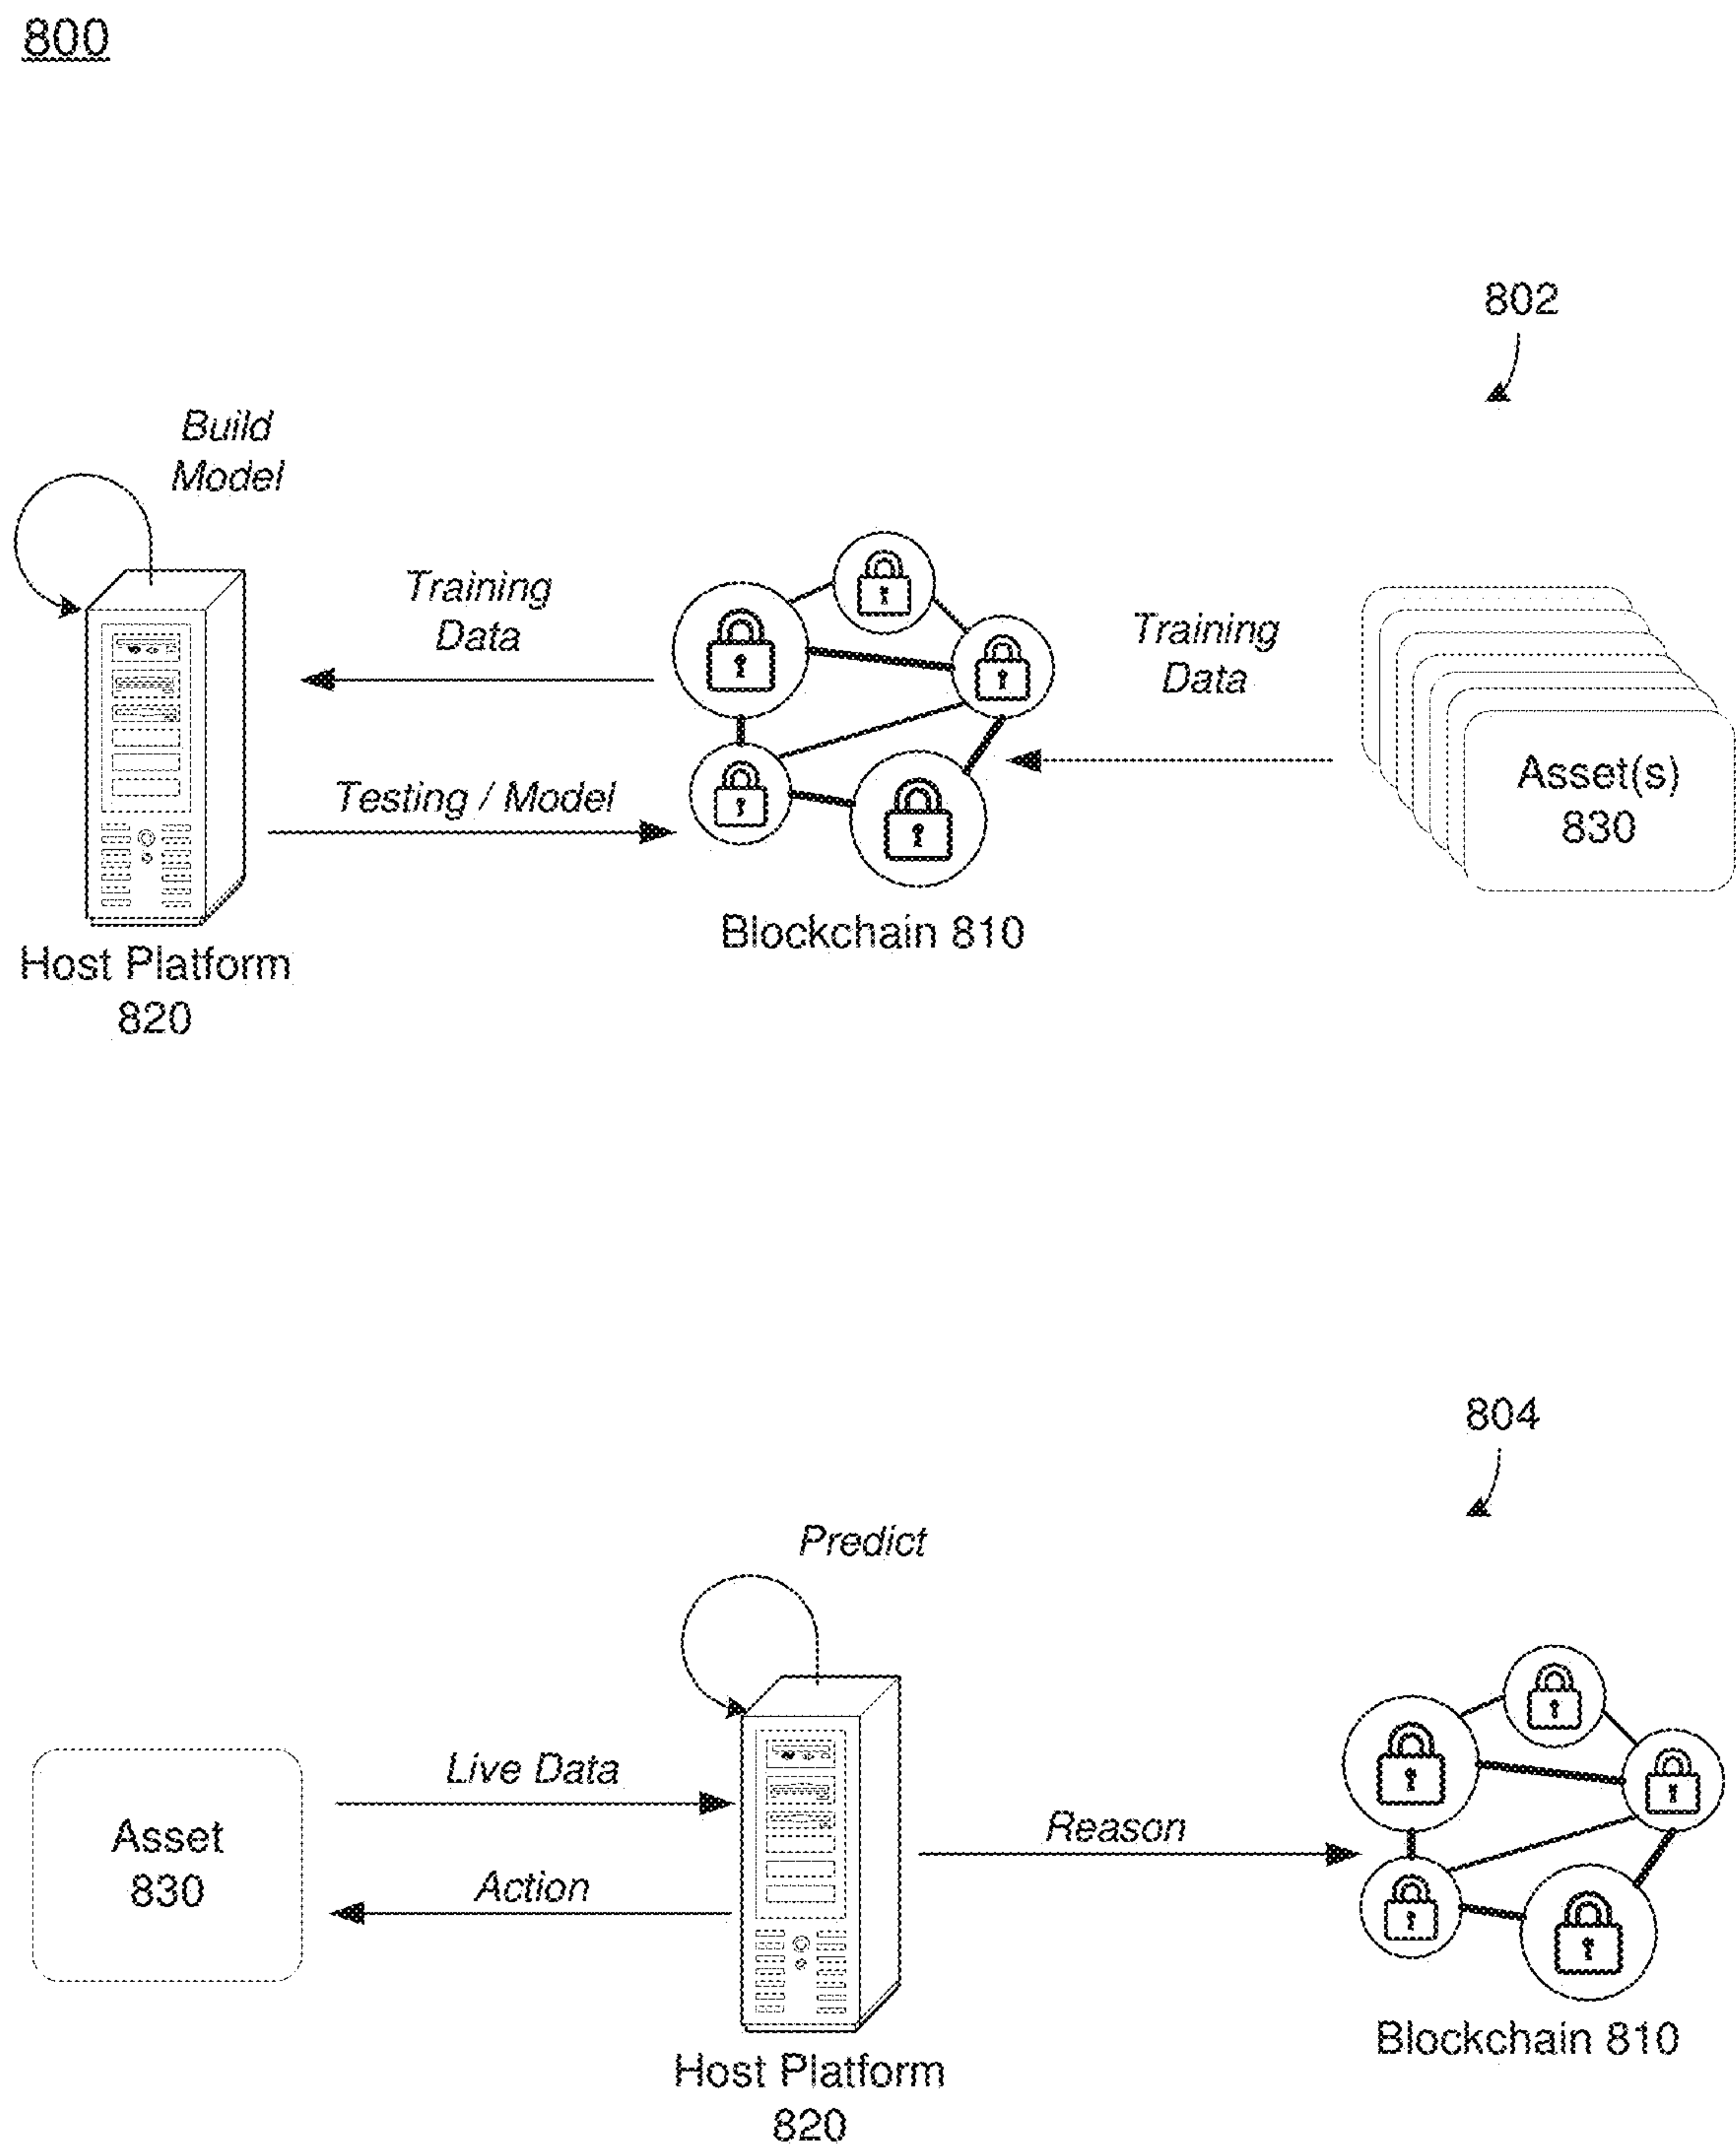 800
802
Build
Model
Training
Data
Training
Data
Testing / Model
Asset(s)
830
Blockchain 810
Host Platform
820
804
Predict
Live Data
Asset
830
Action
Reason
Blockchain 810
Host Platform
820